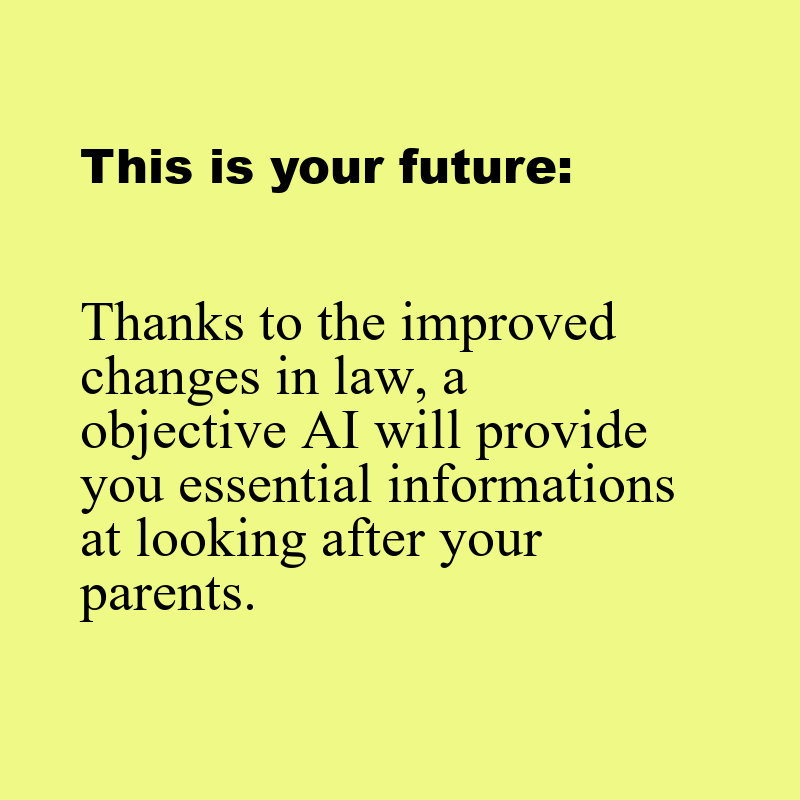 This is your future:
Thanks to the improved
changes in law, a
objective AI will provide
you essential informations
at looking after your
parents.